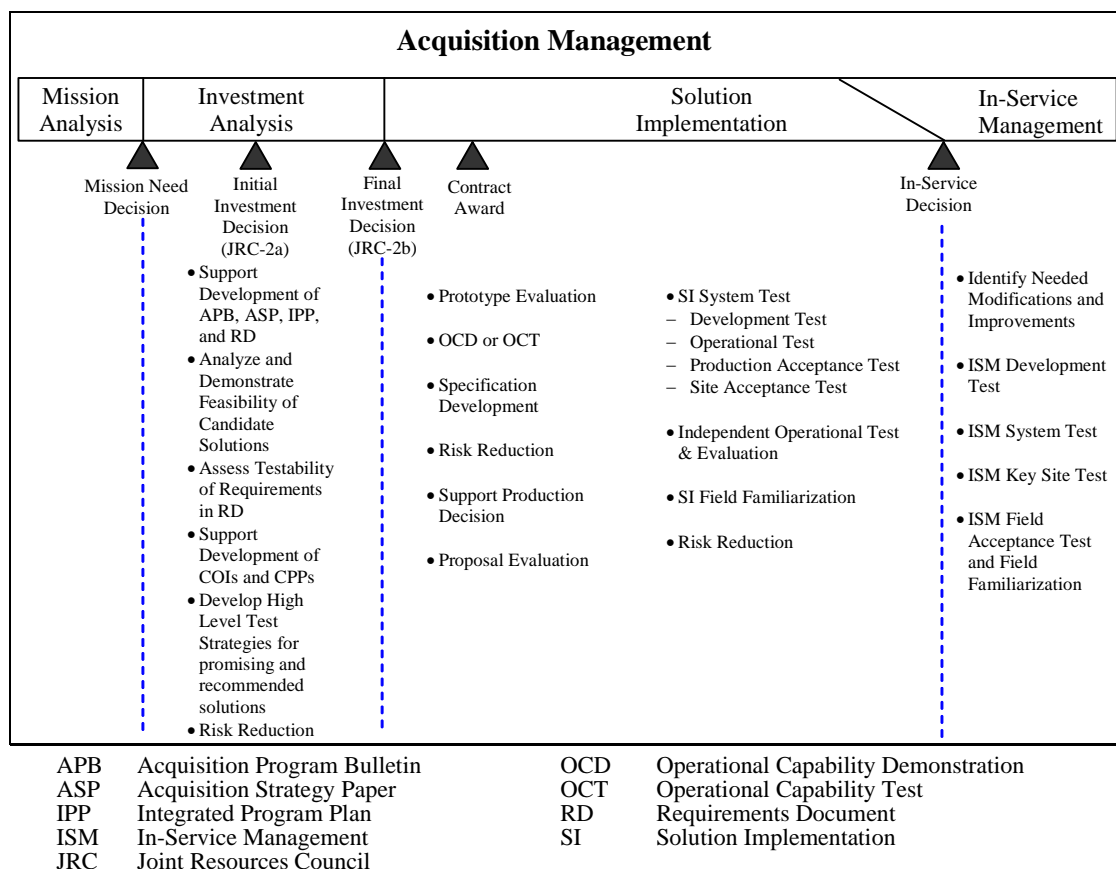 Acquisition Management
Mission
Analysis
Investment
Analysis
Solution
Implementation
In-Service
Management
Mission Need
Decision
Initial
Investment
Decision
(JRC-2a)
Final
Investment
Decision
(JRC-2b)
Contract
Award
In-Service
Decision
• Support
Development of
APB, ASP, IPP,
and RD
• Analyze and
Demonstrate
Feasibility of
Candidate
Solutions
• Assess Testability
of Requirements
in RD
• Support
Development of
COIs and CPPs
• Develop High
Level Test
Strategies for
promising and
recommended
solutions
• Risk Reduction
• Prototype Evaluation
• OCD or OCT
• Specification
Development
• Risk Reduction
• Support Production
Decision
• Proposal Evaluation
• SI System Test
– Development Test
– Operational Test
– Production Acceptance Test
– Site Acceptance Test
• Independent Operational Test
& Evaluation
• SI Field Familiarization
• Risk Reduction
• Identify Needed
Modifications and
Improvements
• ISM Development
Test
• ISM System Test
• ISM Key Site Test
• ISM Field
Acceptance Test
and Field
Familiarization
APB Acquisition Program Bulletin
ASP Acquisition Strategy Paper
IPP Integrated Program Plan
ISM In-Service Management
JRC Joint Resources Council
OCD Operational Capability Demonstration
OCT Operational Capability Test
RD Requirements Document
SI Solution Implementation